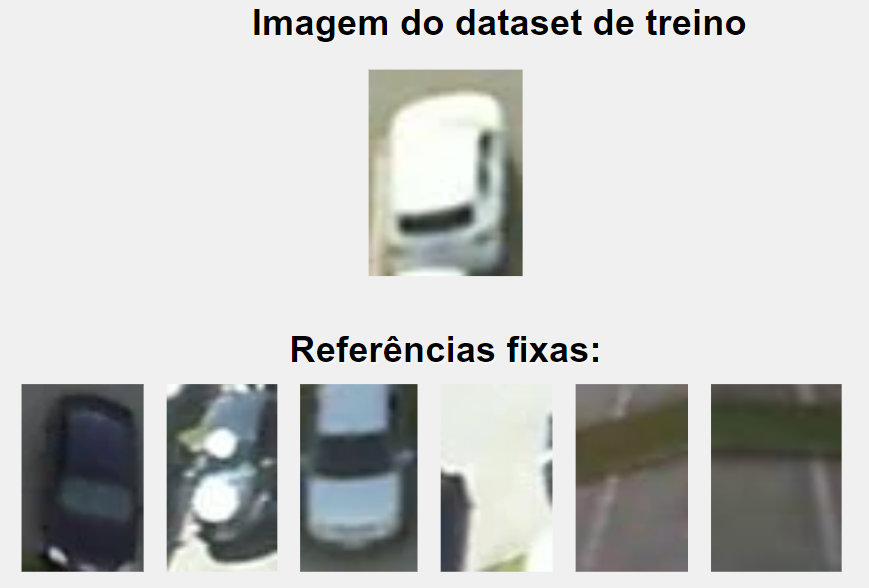 Imagem do dataset de treino
Referências fixas: